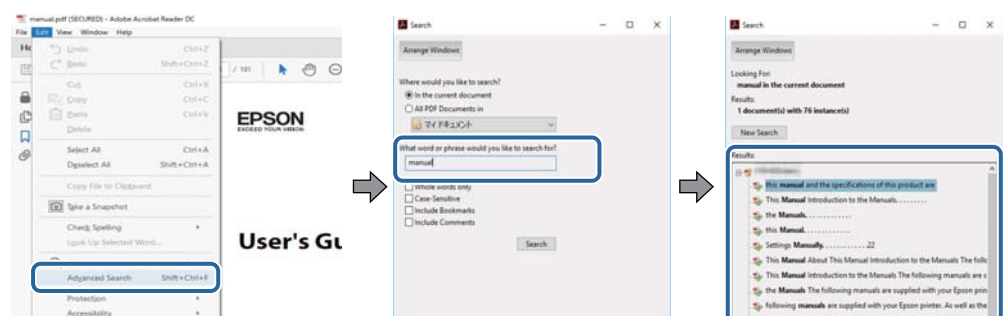 manual.pdf (SECURED) - Adobe Acrobat Reader DC
File Edit View Window Help
Undo Ctrl+Z
Redo Shift+Ctrl+Z
Cut Ctrl+X
Copy Ctrl+C
Paste Ctrl+V
Delete
Select All Ctrl+A
Deselect All Shift+Ctrl+A
Copy File to Clipboard
Take a Snapshot
Check Spelling
Look Up Selected Word...
Advanced Search Shift+Ctrl+F
Protection
Accessibility
/ 191
EPSON
EXCEED YOUR VISION
User's Gu
Search
Arrange Windows
Where would you like to search?
In the current document
All PDF Documents in
マイ ドキュメント
What word or phrase would you like to search for?
manual
Whole words only
Case-Sensitive
Include Bookmarks
Include Comments
Search
Search
Arrange Windows
Looking For:
manual in the current document
Results:
1 document(s) with 76 instance(s)
New Search
Results:
this manual and the specifications of this product are
This Manual Introduction to the Manuals.........
the Manuals.............
this Manual............
Settings Manually............22
This Manual About This Manual Introduction to the Manuals The follo
This Manual Introduction to the Manuals The following manuals are s
the Manuals The following manuals are supplied with your Epson prin
following manuals are supplied with your Epson printer. As well as the